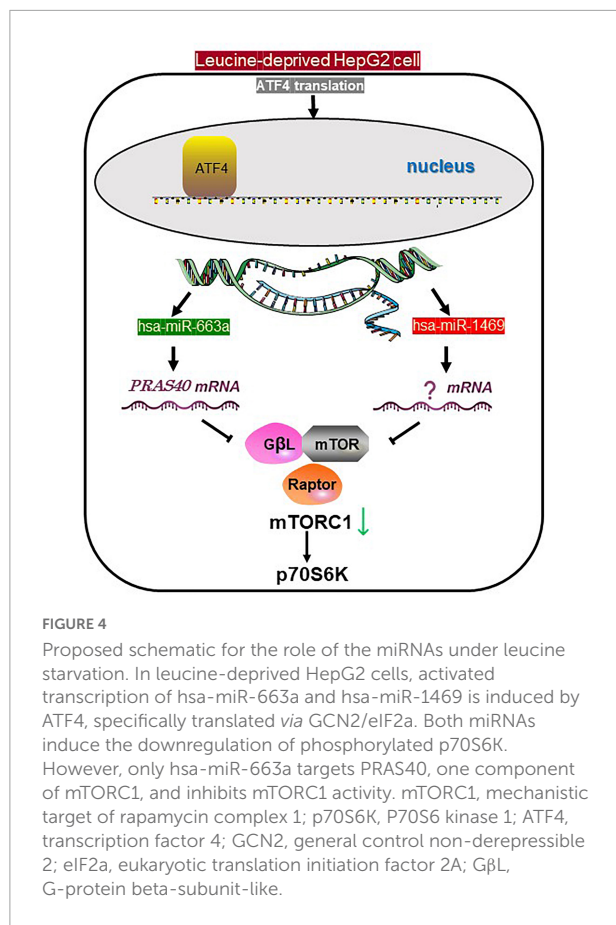 Leucine-deprived HepG2 cell
ATF4 translation
ATF4
nucleus
hsa-miR-663a
hsa-miR-1469
PRAS40 mRNA
? mRNA
GβL
mTOR
Raptor
mTORC1
p70S6K
FIGURE 4
Proposed schematic for the role of the miRNAs under leucine
starvation. In leucine-deprived HepG2 cells, activated
transcription of hsa-miR-663a and hsa-miR-1469 is induced by
ATF4, specifically translated via GCN2/eIF2a. Both miRNAs
induce the downregulation of phosphorylated p70S6K.
However, only hsa-miR-663a targets PRAS40, one component
of mTORC1, and inhibits mTORC1 activity. mTORC1, mechanistic
target of rapamycin complex 1; p70S6K, P70S6 kinase 1; ATF4,
transcription factor 4; GCN2, general control non-derepressible
2; eIF2a, eukaryotic translation initiation factor 2A; GβL,
G-protein beta-subunit-like.